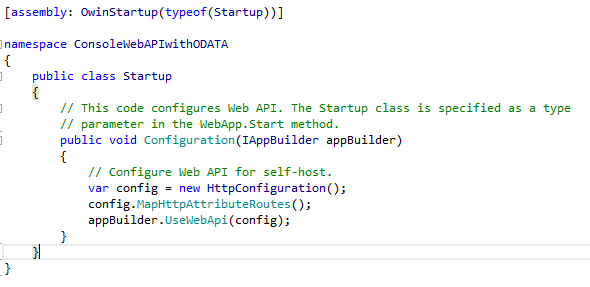 [assembly: OwinStartup(typeof(Startup))]
namespace ConsoleWebAPIwithODATA
{
public class Startup
{
// This code configures Web API. The Startup class is specified as a type
// parameter in the WebApp.Start method.
public void Configuration(IAppBuilder appBuilder)
{
// Configure Web API for self-host.
var config = new HttpConfiguration();
config.MapHttpAttributeRoutes();
appBuilder.UseWebApi(config);
}
}
}